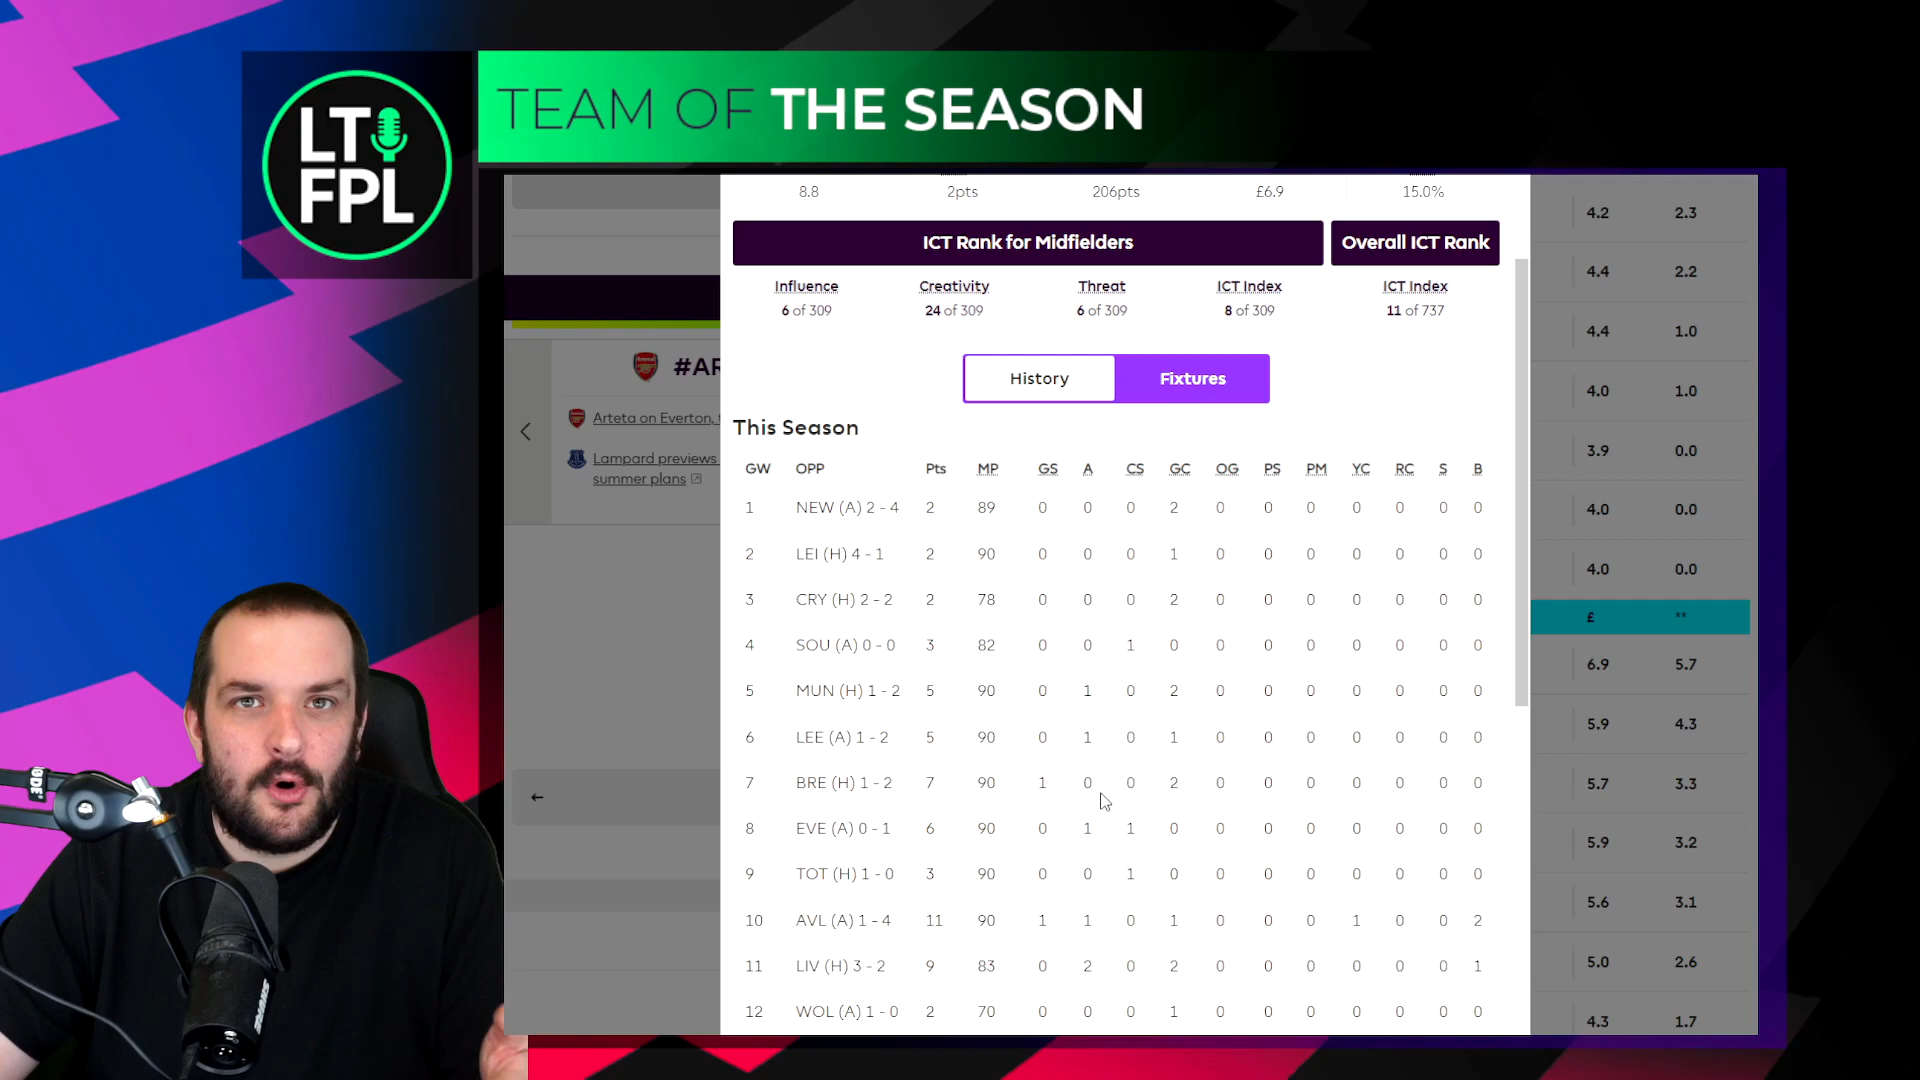 LT
FPL
TEAM OF THE SEASON
8.8 2pts 206pts £6.9 15.0%
ICT Rank for Midfielders Overall ICT Rank
Influence Creativity Threat ICT Index ICT Index
6 of 309 24 of 309 6 of 309 8 of 309 11 of 737
#AR
Arteta on Everton,
Lampard previews
summer plans
←
History Fixtures
This Season
GW OPP Pts MP GS A CS GC OG PS PM YC RC S B
1 NEW (A) 2 - 4 2 89 0 0 0 2 0 0 0 0 0 0 0
2 LEI (H) 4 - 1 2 90 0 0 0 1 0 0 0 0 0 0 0
3 CRY (H) 2 - 2 2 78 0 0 0 2 0 0 0 0 0 0 0
4 SOU (A) 0 - 0 3 82 0 0 1 0 0 0 0 0 0 0 0
5 MUN (H) 1 - 2 5 90 0 1 0 2 0 0 0 0 0 0 0
6 LEE (A) 1 - 2 5 90 0 1 0 1 0 0 0 0 0 0 0
7 BRE (H) 1 - 2 7 90 1 0 0 2 0 0 0 0 0 0 0
8 EVE (A) 0 - 1 6 90 0 1 1 0 0 0 0 0 0 0 0
9 TOT (H) 1 - 0 3 90 0 0 1 0 0 0 0 0 0 0 0
10 AVL (A) 1 - 4 11 90 1 1 0 1 0 0 0 1 0 0 2
11 LIV (H) 3 - 2 9 83 0 2 0 2 0 0 0 0 0 0 1
12 WOL (A) 1 - 0 2 70 0 0 0 1 0 0 0 0 0 0 0
4.2 2.3
4.4 2.2
4.4 1.0
4.0 1.0
3.9 0.0
4.0 0.0
4.0 0.0
£ **
6.9 5.7
5.9 4.3
5.7 3.3
5.9 3.2
5.6 3.1
5.0 2.6
4.3 1.7
SHURE